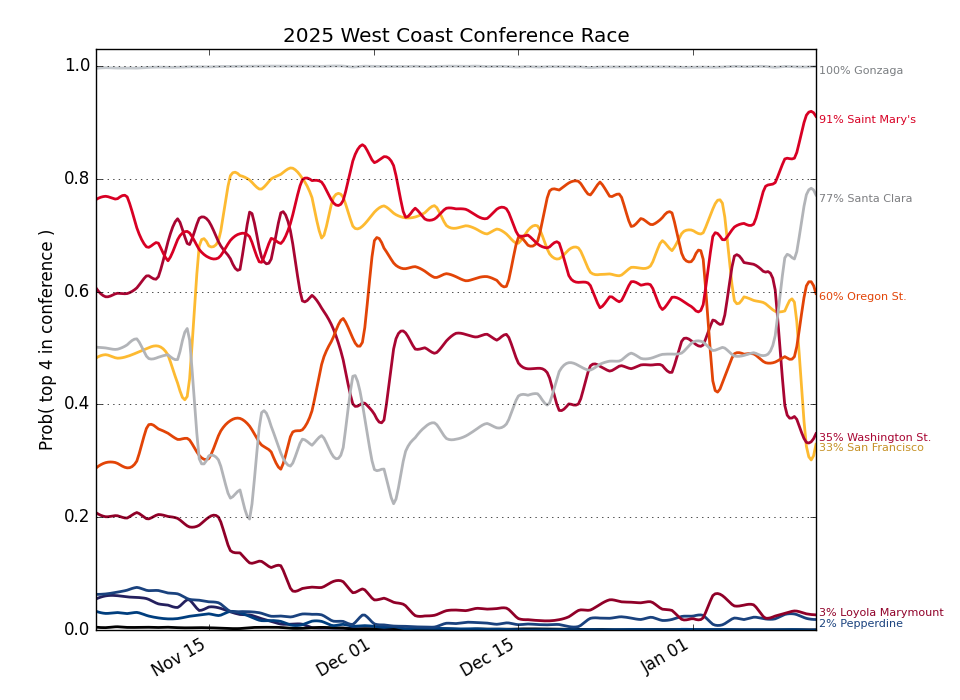 2025 West Coast Conference Race
Prob( top 4 in conference )
1.0
0.8
0.6
0.4
0.2
0.0
Nov 15
Dec 01
Dec 15
Jan 01
100% Gonzaga
91% Saint Mary's
77% Santa Clara
60% Oregon St.
35% Washington St.
33% San Francisco
3% Loyola Marymount
2% Pepperdine